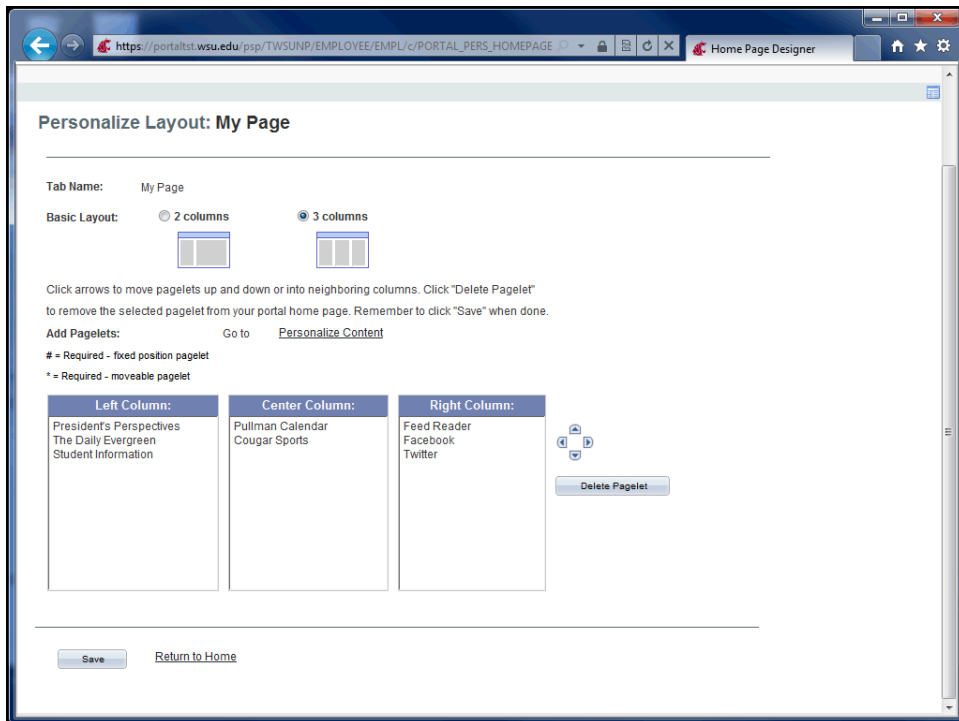 https://portaltst.wsu.edu/psp/TWSUNP/EMPLOYEE/EMPL/c/PORTAL_PERS_HOMEPAGE
Home Page Designer
Personalize Layout: My Page
Tab Name: My Page
Basic Layout: 2 columns 3 columns
Click arrows to move pagelets up and down or into neighboring columns. Click "Delete Pagelet"
to remove the selected pagelet from your portal home page. Remember to click "Save" when done.
Add Pagelets: Go to Personalize Content
# = Required - fixed position pagelet
* = Required - moveable pagelet
Left Column:
President's Perspectives
The Daily Evergreen
Student Information
Center Column:
Pullman Calendar
Cougar Sports
Right Column:
Feed Reader
Facebook
Twitter
Delete Pagelet
Save Return to Home